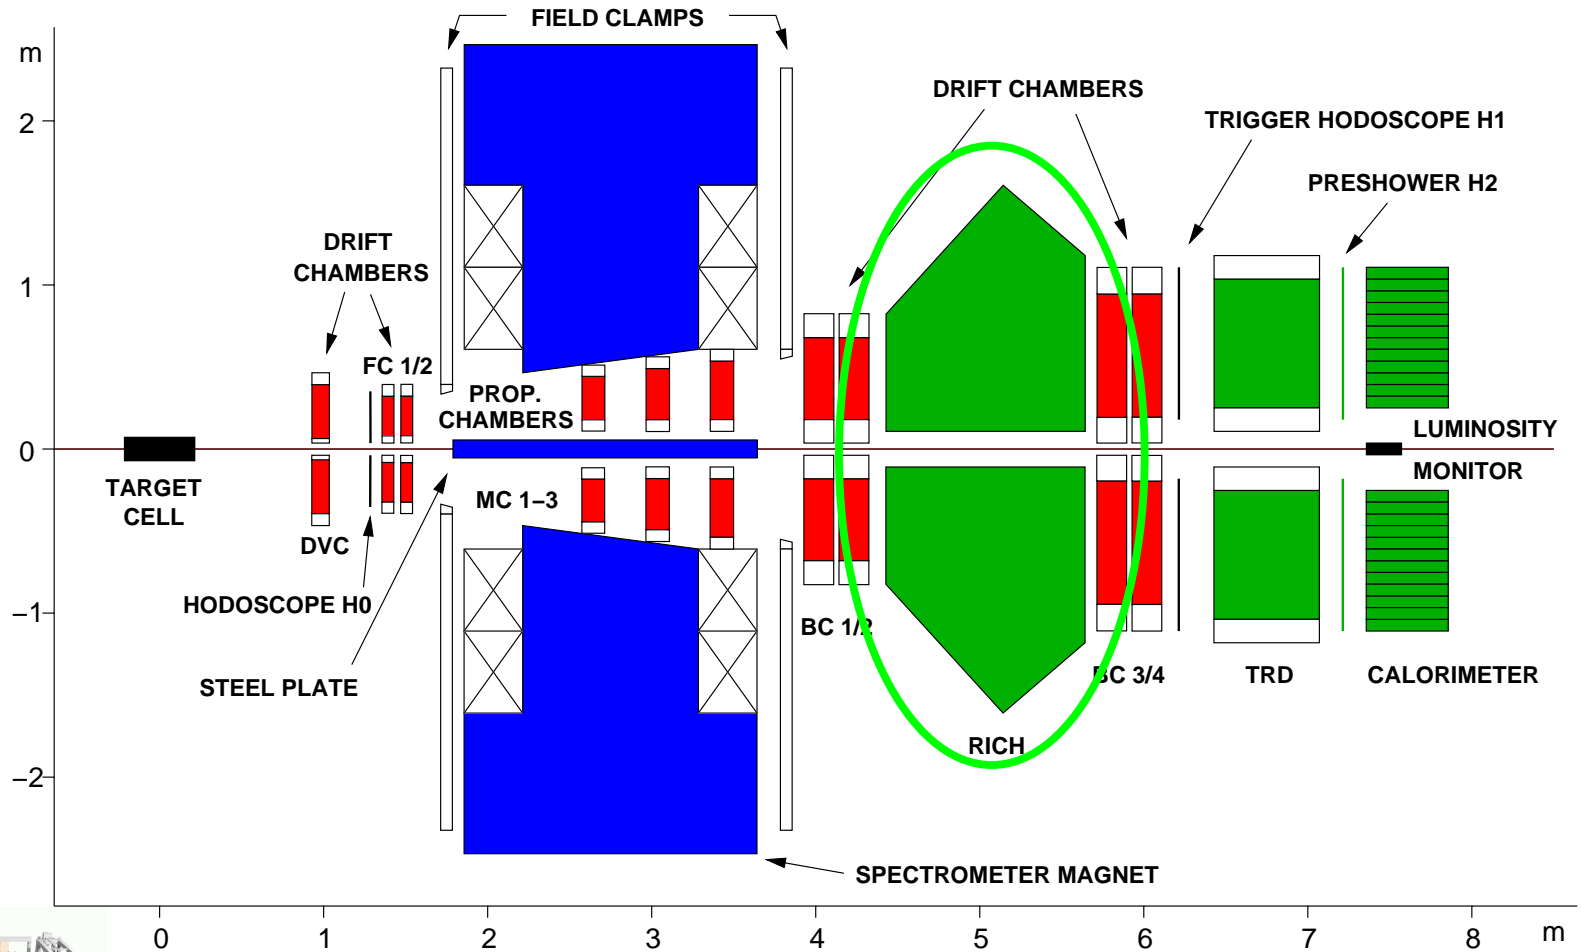 FIELD CLAMPS
m
DRIFT CHAMBERS
TRIGGER HODOSCOPE H1
2
PRESHOWER H2
DRIFT
CHAMBERS
1
FC 1/2
PROP.
CHAMBERS
0
LUMINOSITY
MONITOR
TARGET
CELL
MC 1–3
DVC
HODOSCOPE H0
–1
BC 1/2
STEEL PLATE
BC 3/4
TRD
CALORIMETER
RICH
–2
SPECTROMETER MAGNET
0 1 2 3 4 5 6 7 8 m